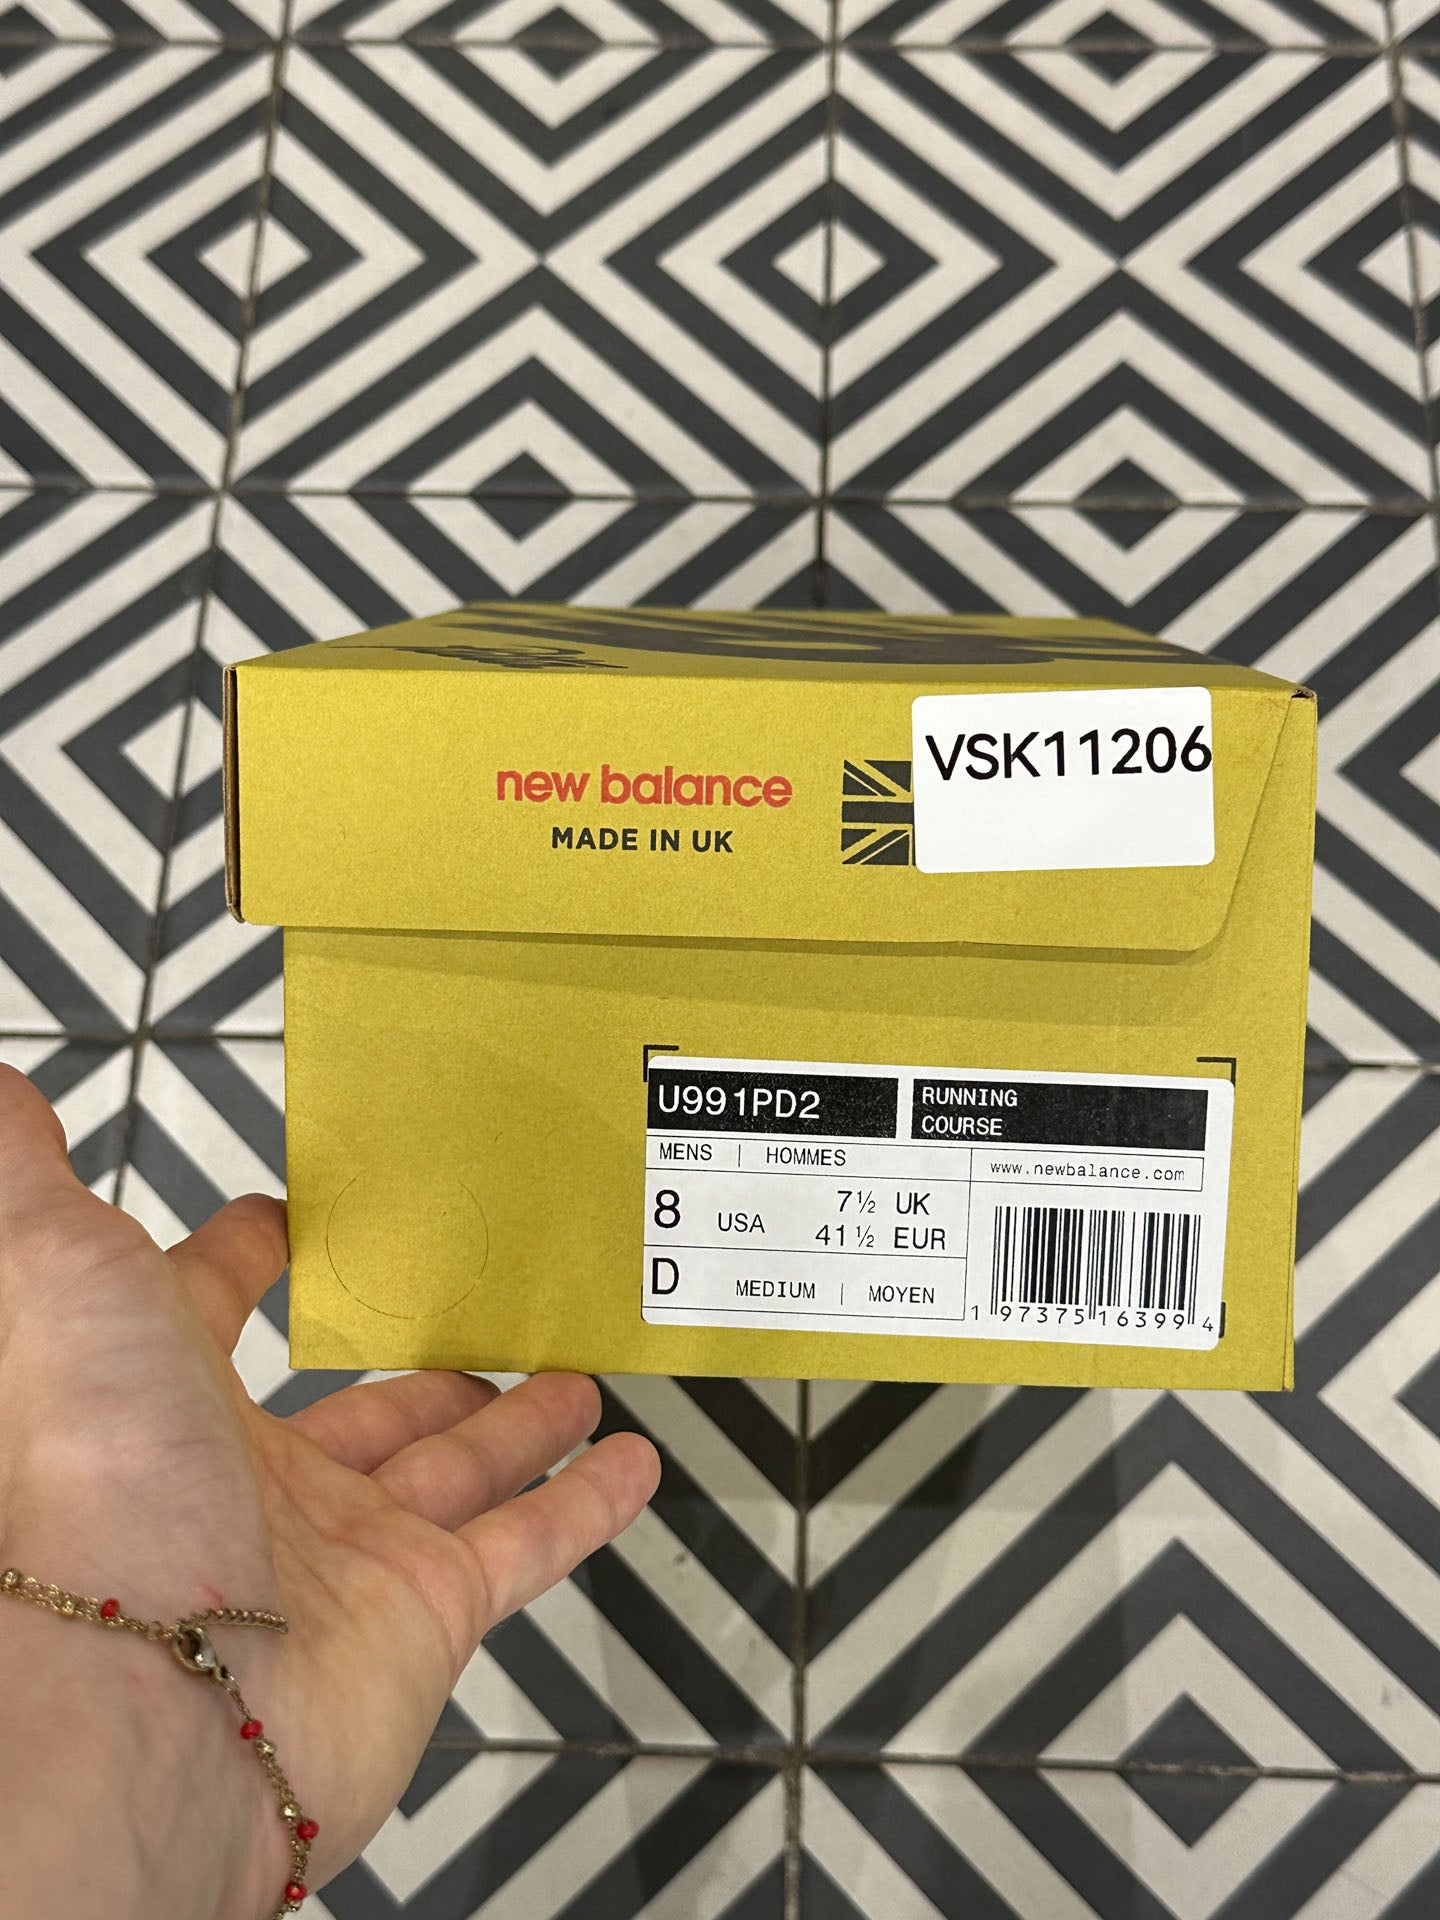 new balance
MADE IN UK
VSK11206
U991PD2
RUNNING
COURSE
MENS | HOMMES
www.newbalance.com
8 USA 7½ UK
41½ EUR
D MEDIUM | MOYEN
1 97375 16399 4